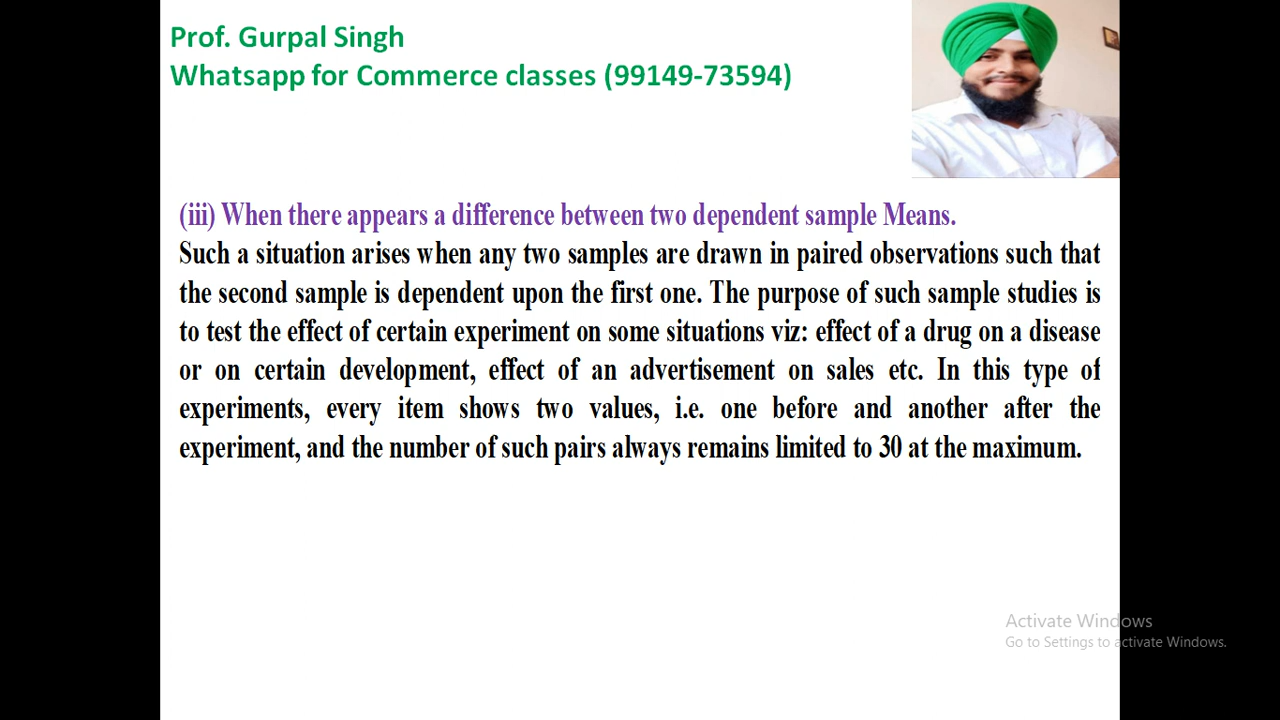 Prof. Gurpal Singh
Whatsapp for Commerce classes (99149-73594)
(iii) When there appears a difference between two dependent sample Means.
Such a situation arises when any two samples are drawn in paired observations such that
the second sample is dependent upon the first one. The purpose of such sample studies is
to test the effect of certain experiment on some situations viz: effect of a drug on a disease
or on certain development, effect of an advertisement on sales etc. In this type of
experiments, every item shows two values, i.e. one before and another after the
experiment, and the number of such pairs always remains limited to 30 at the maximum.
Activate Windows
Go to Settings to activate Windows.